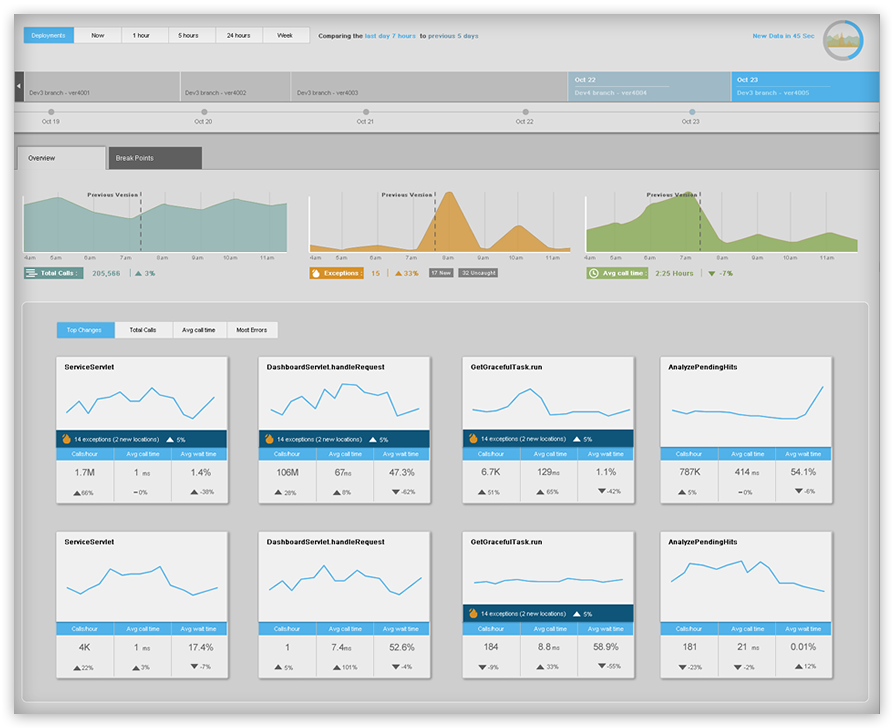 Deployments Now 1 hour 5 hours 24 hours Week Comparing the last day 7 hours to previous 5 days New Data in 45 Sec
Oct 22 Oct 23
Dev3 branch - ver4001 Dev3 branch - ver4002 Dev3 branch - ver4003 Dev4 branch - ver4004 Dev3 branch - ver4005
Oct 19 Oct 20 Oct 21 Oct 22 Oct 23
Overview Break Points
Previous Version Previous Version Previous Version
4am 5am 6am 7am 8am 9am 10am 11am 4am 5am 6am 7am 8am 9am 10am 11am 4am 5am 6am 7am 8am 9am 10am 11am
Total Calls : 205,566 3% Exceptions : 15 33% 17 New 32 Uncaught Avg call time : 2:25 Hours -7%
Top Changes Total Calls Avg call time Most Errors
ServiceServlet DashboardServlet.handleRequest GetGracefulTask.run AnalyzePendingHits
14 exceptions (2 new locations) 5% 14 exceptions (2 new locations) 5% 14 exceptions (2 new locations) 5%
Calls/hour Avg call time Avg wait time Calls/hour Avg call time Avg wait time Calls/hour Avg call time Avg wait time Calls/hour Avg call time Avg wait time
1.7M 1 ms 1.4% 106M 67ms 47.3% 6.7K 129ms 1.1% 787K 414 ms 54.1%
66% 0% -38% 28% 8% -62% 51% 65% -42% 5% 0% -6%
ServiceServlet DashboardServlet.handleRequest GetGracefulTask.run AnalyzePendingHits
14 exceptions (2 new locations) 5%
Calls/hour Avg call time Avg wait time Calls/hour Avg call time Avg wait time Calls/hour Avg call time Avg wait time Calls/hour Avg call time Avg wait time
4K 1 ms 17.4% 1 7.4ms 52.6% 184 8.8 ms 58.9% 181 21 ms 0.01%
22% 3% -7% 5% 101% -4% -9% 33% -55% -23% -2% 12%